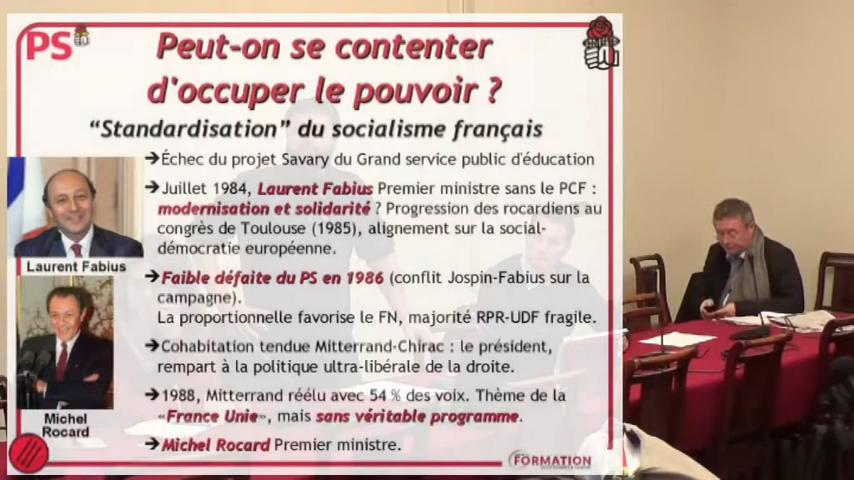 PS
Peut-on se contenter
d'occuper le pouvoir ?
“Standardisation” du socialisme français
➔Échec du projet Savary du Grand service public d'éducation
➔Juillet 1984, Laurent Fabius Premier ministre sans le PCF :
modernisation et solidarité ? Progression des rocardiens au
congrès de Toulouse (1985), alignement sur la social-
démocratie européenne.
Laurent Fabius
➔Faible défaite du PS en 1986 (conflit Jospin-Fabius sur la
campagne).
La proportionnelle favorise le FN, majorité RPR-UDF fragile.
➔Cohabitation tendue Mitterrand-Chirac : le président,
rempart à la politique ultra-libérale de la droite.
➔1988, Mitterrand réélu avec 54 % des voix. Thème de la
«France Unie», mais sans véritable programme.
Michel
Rocard
➔Michel Rocard Premier ministre.
FORMATION